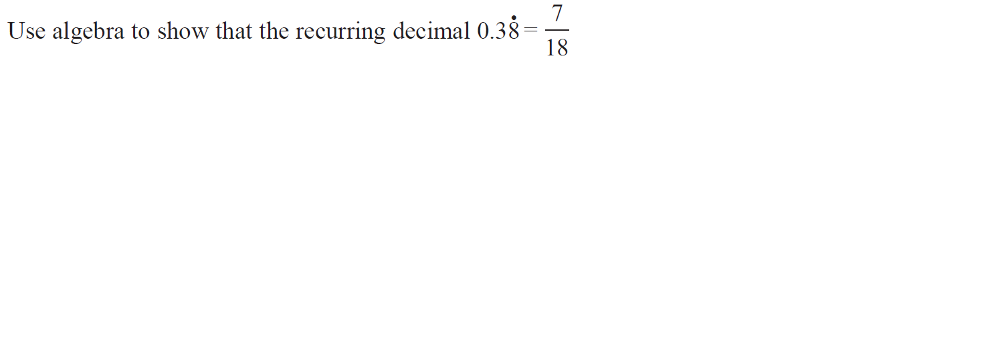 Use algebra to show that the recurring decimal 0.38̇ = 7/18